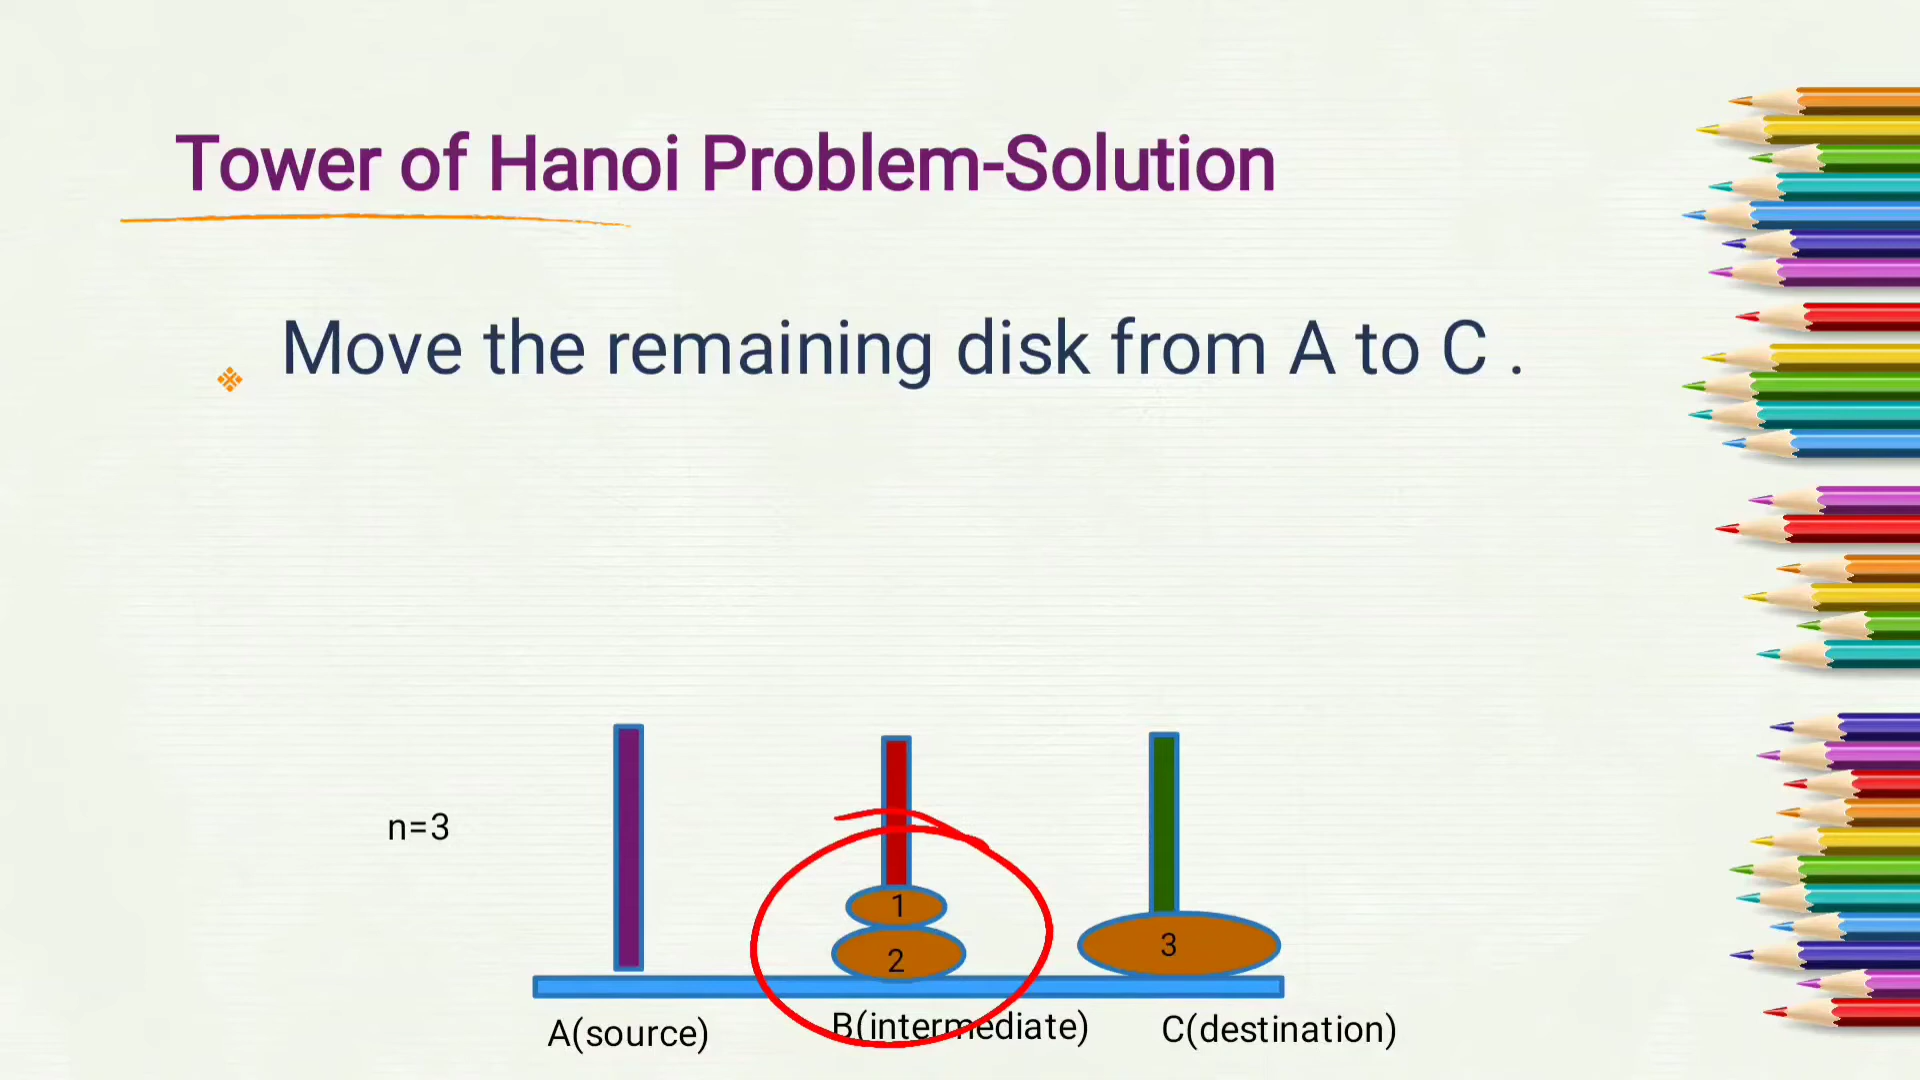 Tower of Hanoi Problem-Solution
Move the remaining disk from A to C .
n=3
1
2
3
A(source)
B(intermediate)
C(destination)